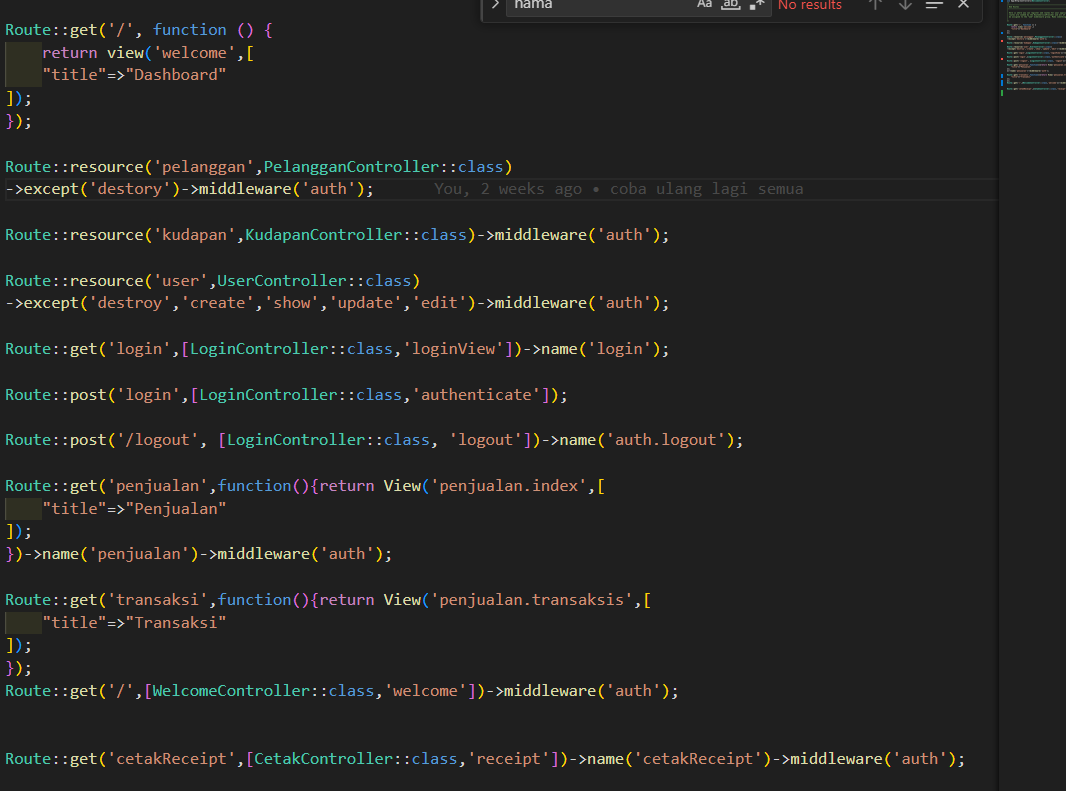 nama
Aa ab No results
Route::get('/', function () {
    return view('welcome',[
    "title"=>"Dashboard"
]);
});
Route::resource('pelanggan',PelangganController::class)
->except('destory')->middleware('auth'); You, 2 weeks ago • coba ulang lagi semua
Route::resource('kudapan',KudapanController::class)->middleware('auth');
Route::resource('user',UserController::class)
->except('destroy','create','show','update','edit')->middleware('auth');
Route::get('login',[LoginController::class,'loginView'])->name('login');
Route::post('login',[LoginController::class,'authenticate']);
Route::post('/logout', [LoginController::class, 'logout'])->name('auth.logout');
Route::get('penjualan',function(){return View('penjualan.index',[
    "title"=>"Penjualan"
]);
})->name('penjualan')->middleware('auth');
Route::get('transaksi',function(){return View('penjualan.transaksis',[
    "title"=>"Transaksi"
]);
});
Route::get('/',[WelcomeController::class,'welcome'])->middleware('auth');
Route::get('cetakReceipt',[CetakController::class,'receipt'])->name('cetakReceipt')->middleware('auth');